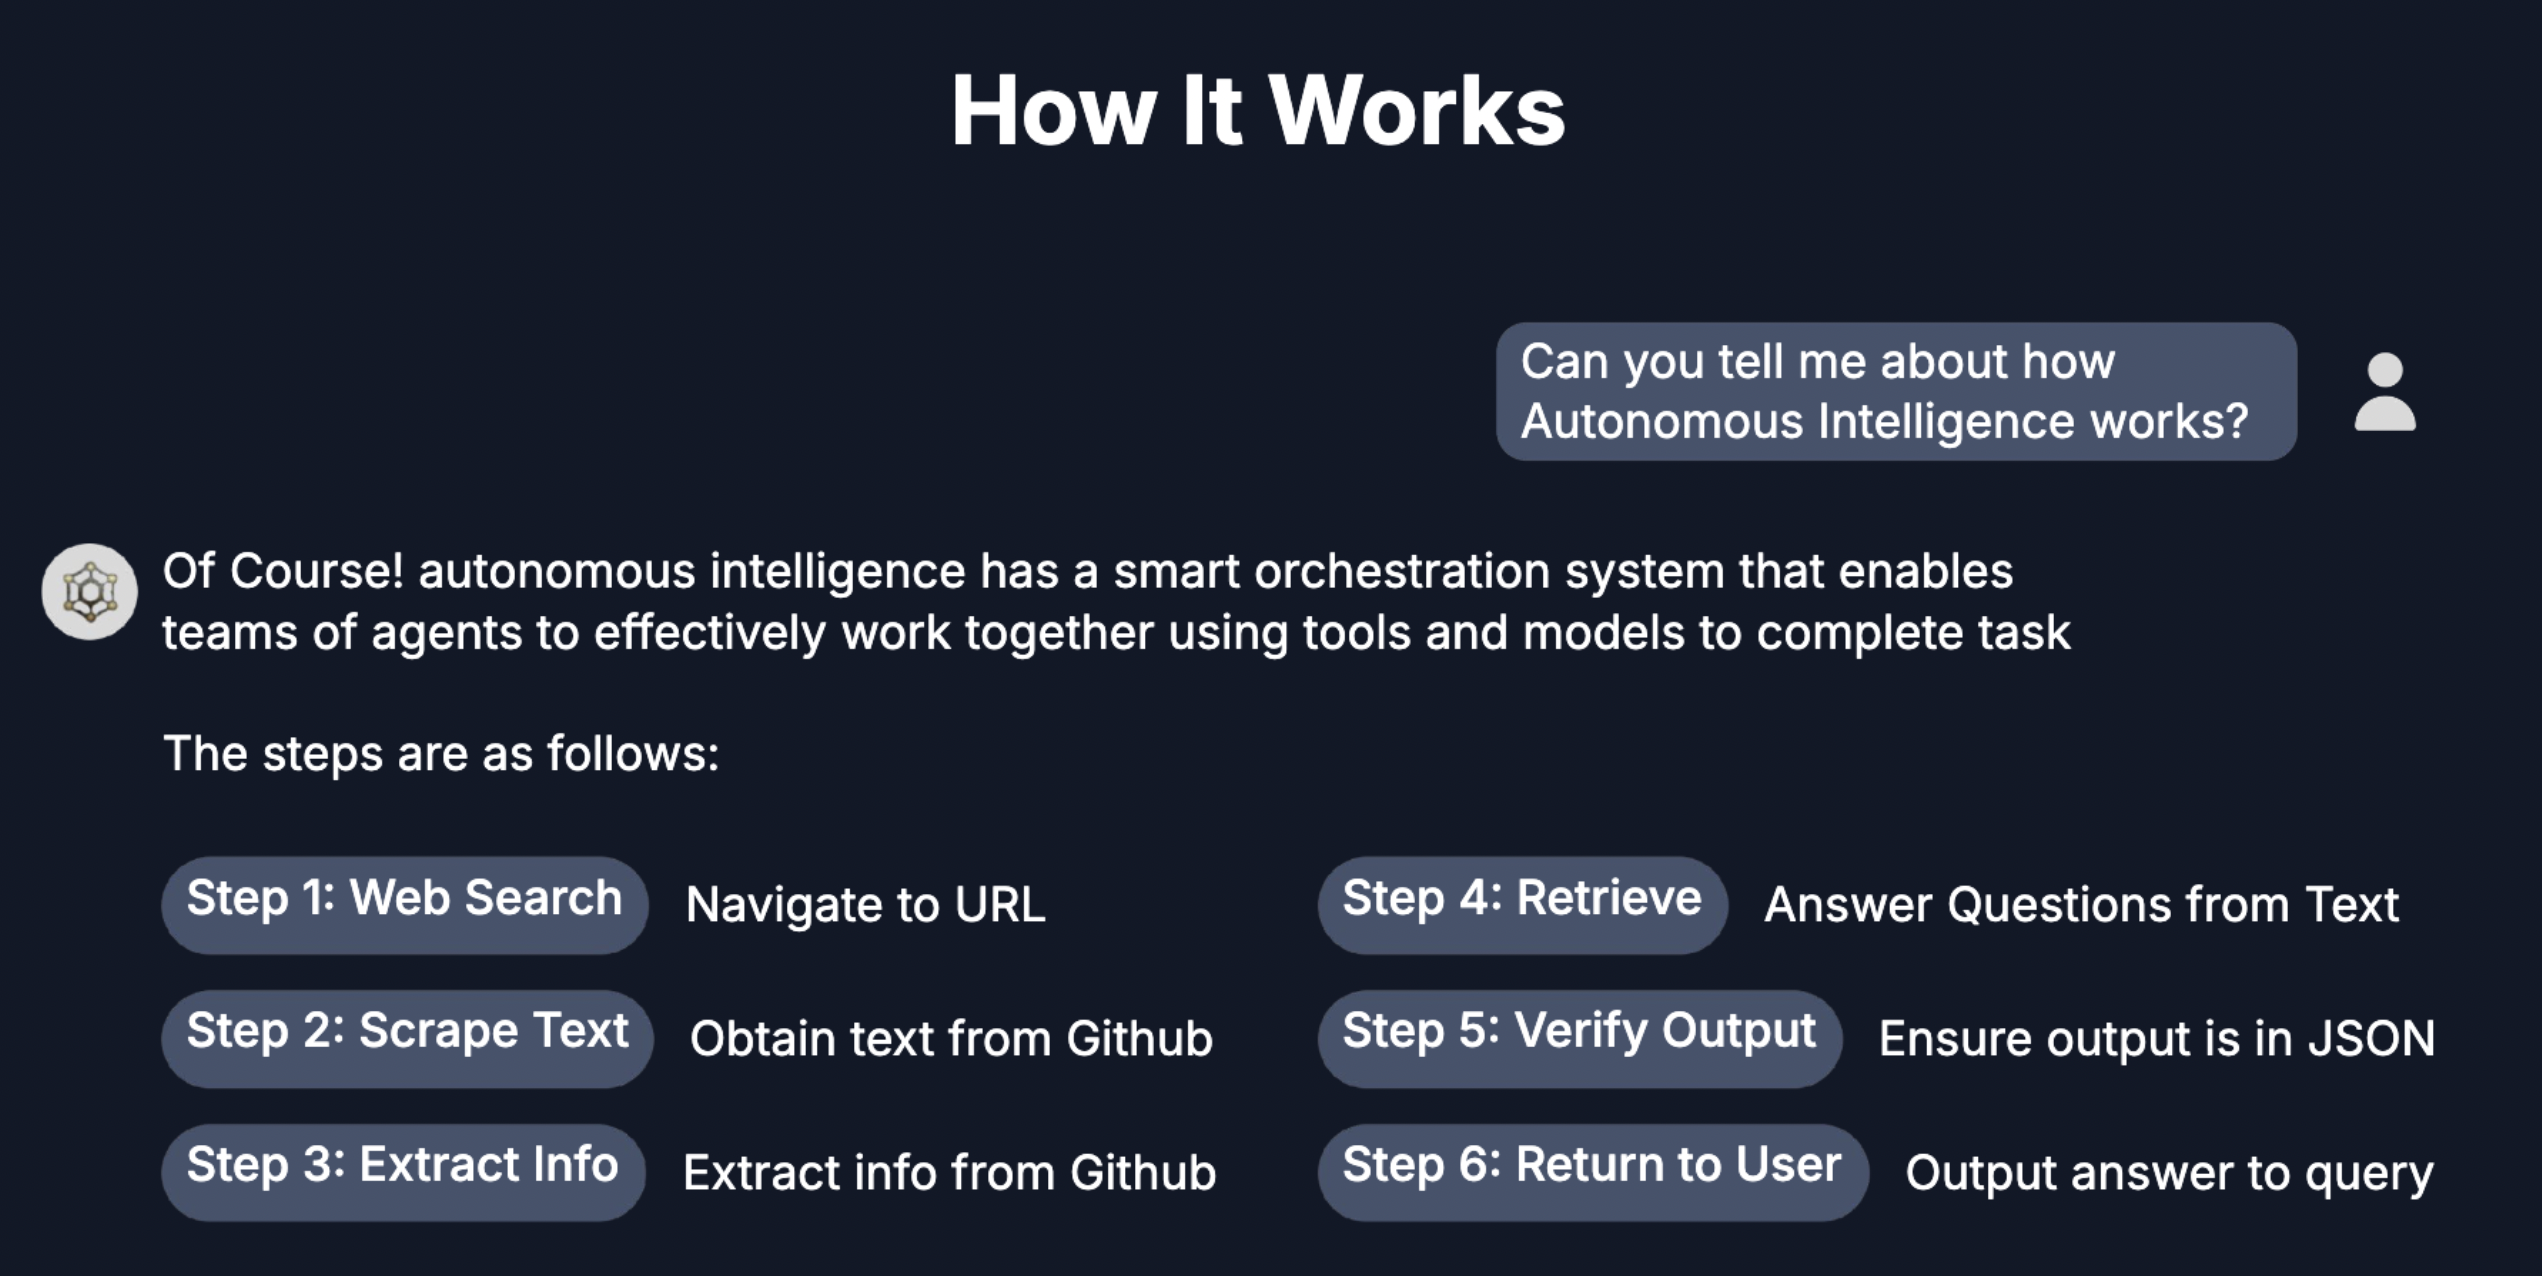 How It Works
Can you tell me about how
Autonomous Intelligence works?
Of Course! autonomous intelligence has a smart orchestration system that enables
teams of agents to effectively work together using tools and models to complete task
The steps are as follows:
Step 1: Web Search Navigate to URL
Step 2: Scrape Text Obtain text from Github
Step 3: Extract Info Extract info from Github
Step 4: Retrieve Answer Questions from Text
Step 5: Verify Output Ensure output is in JSON
Step 6: Return to User Output answer to query